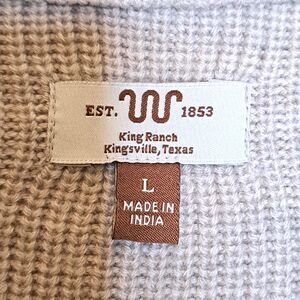 EST. 1853
King Ranch
Kingsville, Texas
L
MADE IN
INDIA